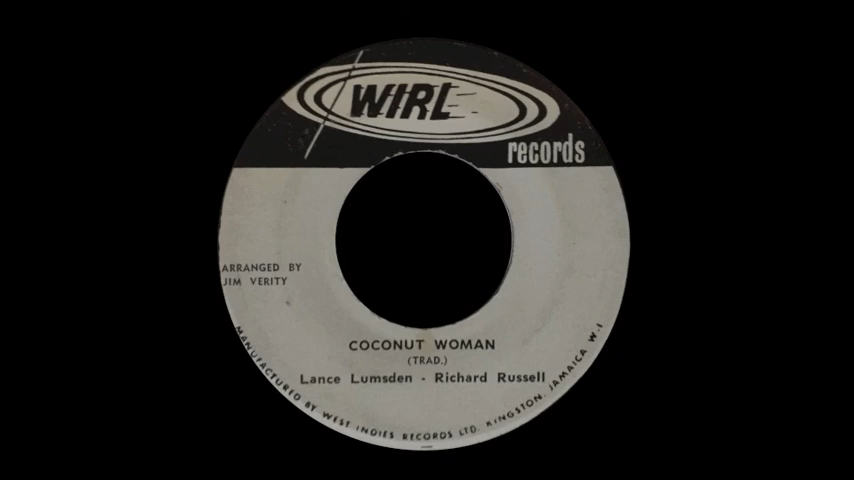 WIRL
records
ARRANGED BY
JIM VERITY
COCONUT WOMAN
(TRAD.)
Lance Lumsden - Richard Russell
MANUFACTURED BY WEST INDIES RECORDS LTD. KINGSTON, JAMAICA W.I